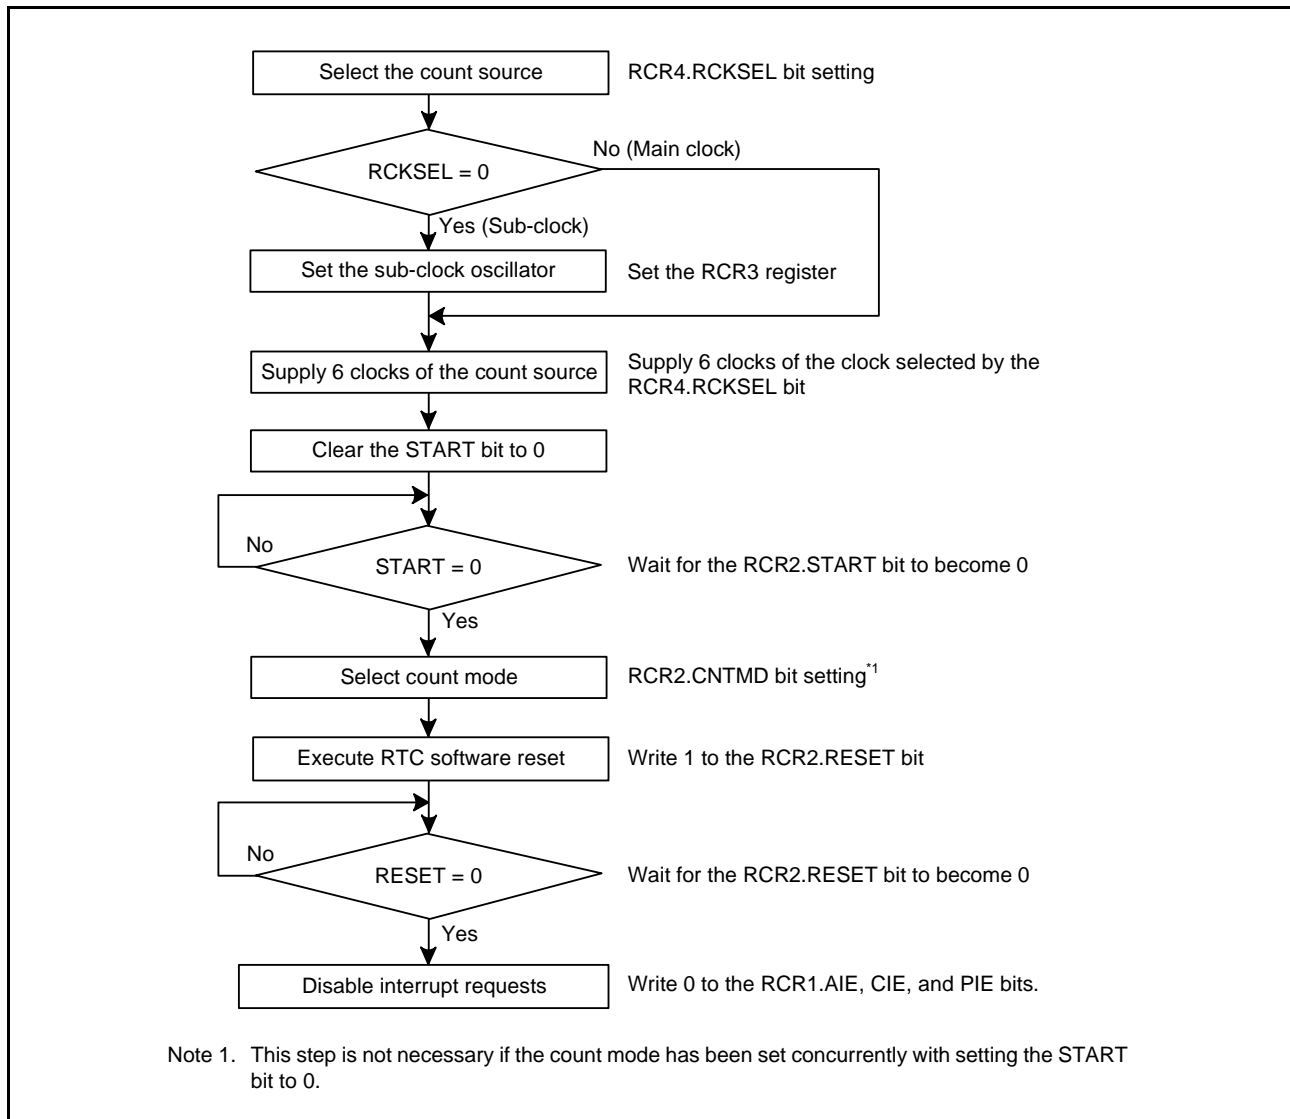 Select the count source
RCR4.RCKSEL bit setting
No (Main clock)
RCKSEL = 0
Yes (Sub-clock)
Set the sub-clock oscillator
Set the RCR3 register
Supply 6 clocks of the count source
Supply 6 clocks of the clock selected by the
RCR4.RCKSEL bit
Clear the START bit to 0
No
START = 0
Wait for the RCR2.START bit to become 0
Yes
Select count mode
RCR2.CNTMD bit setting*1
Execute RTC software reset
Write 1 to the RCR2.RESET bit
No
RESET = 0
Wait for the RCR2.RESET bit to become 0
Yes
Disable interrupt requests
Write 0 to the RCR1.AIE, CIE, and PIE bits.
Note 1. This step is not necessary if the count mode has been set concurrently with setting the START
bit to 0.